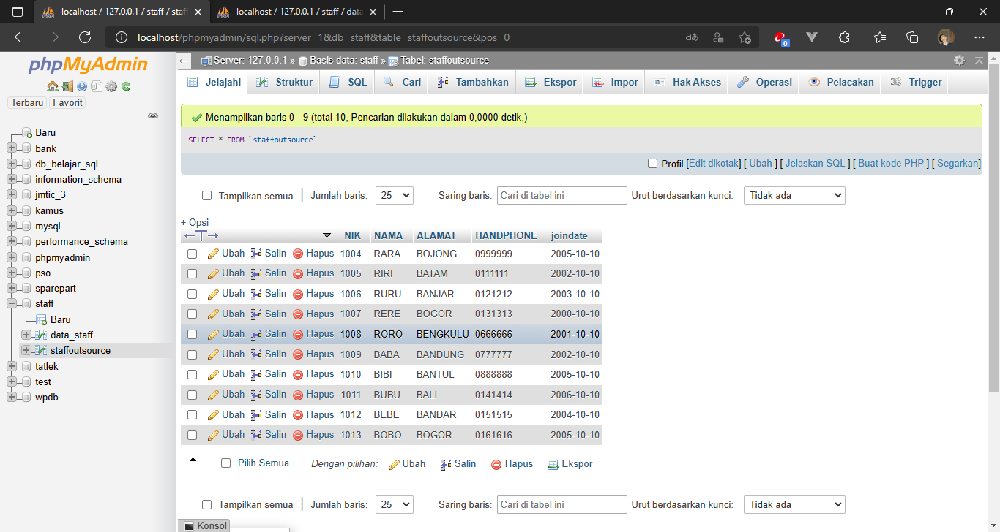 localhost / 127.0.0.1 / staff / staf
localhost / 127.0.0.1 / staff / data
localhost/phpmyadmin/sql.php?server=1&db=staff&table=staffoutsource&pos=0
phpMyAdmin
Terbaru Favorit
Baru
bank
db_belajar_sql
information_schema
jmtic_3
kamus
mysql
performance_schema
phpmyadmin
pso
sparepart
staff
Baru
data_staff
staffoutsource
tatlek
test
wpdb
Server: 127.0.0.1 » Basis data: staff » Tabel: staffoutsource
Jelajahi Struktur SQL Cari Tambahkan Ekspor Impor Hak Akses Operasi Pelacakan Trigger
Menampilkan baris 0 - 9 (total 10, Pencarian dilakukan dalam 0,0000 detik.)
SELECT * FROM `staffoutsource`
Profil [Edit dikotak] [ Ubah ] [ Jelaskan SQL ] [ Buat kode PHP ] [ Segarkan]
Tampilkan semua Jumlah baris: 25 Saring baris: Cari di tabel ini Urut berdasarkan kunci: Tidak ada
+ Opsi
←T→ NIK NAMA ALAMAT HANDPHONE joindate
Ubah Salin Hapus 1004 RARA BOJONG 0999999 2005-10-10
Ubah Salin Hapus 1005 RIRI BATAM 0111111 2002-10-10
Ubah Salin Hapus 1006 RURU BANJAR 0121212 2003-10-10
Ubah Salin Hapus 1007 RERE BOGOR 0131313 2000-10-10
Ubah Salin Hapus 1008 RORO BENGKULU 0666666 2001-10-10
Ubah Salin Hapus 1009 BABA BANDUNG 0777777 2002-10-10
Ubah Salin Hapus 1010 BIBI BANTUL 0888888 2005-10-10
Ubah Salin Hapus 1011 BUBU BALI 0141414 2006-10-10
Ubah Salin Hapus 1012 BEBE BANDAR 0151515 2004-10-10
Ubah Salin Hapus 1013 BOBO BOGOR 0161616 2005-10-10
Pilih Semua Dengan pilihan: Ubah Salin Hapus Ekspor
Tampilkan semua Jumlah baris: 25 Saring baris: Cari di tabel ini Urut berdasarkan kunci: Tidak ada
Konsol